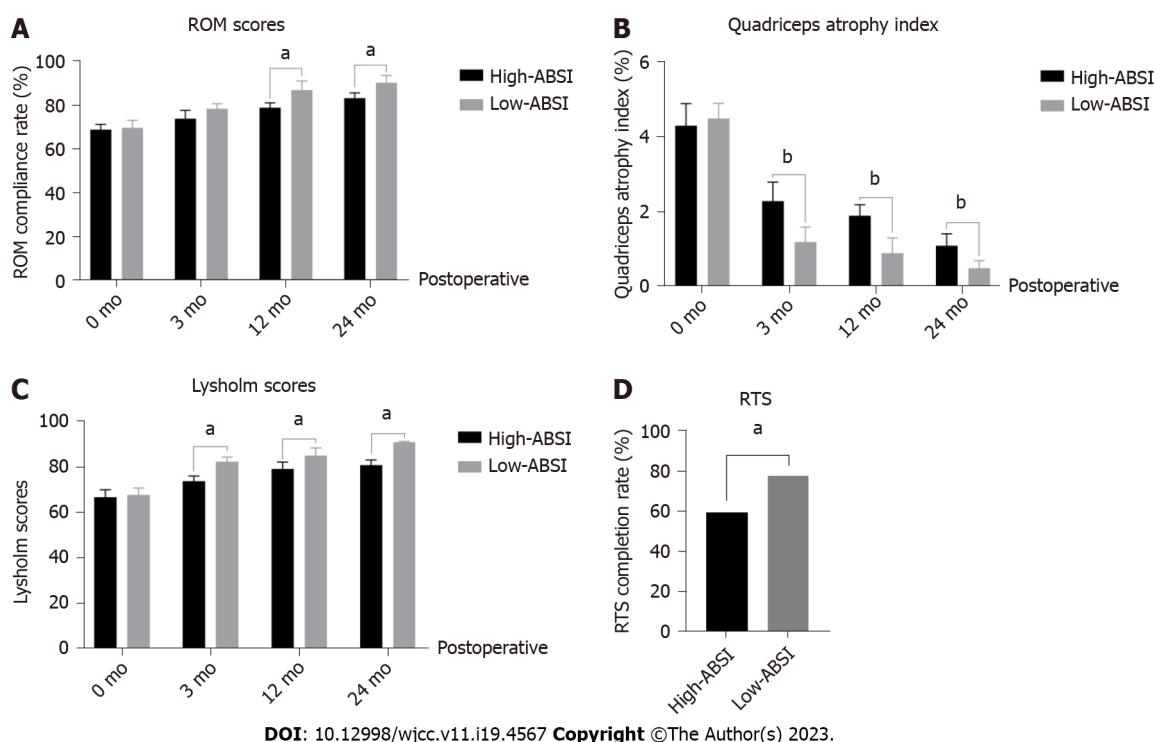 A
ROM scores
ROM compliance rate (%)
100
80
60
40
20
0
a
a
High-ABSI
Low-ABSI
0 mo
3 mo
12 mo
24 mo
Postoperative
B
Quadriceps atrophy index
Quadriceps atrophy index (%)
6
4
2
0
b
b
b
High-ABSI
Low-ABSI
0 mo
3 mo
12 mo
24 mo
Postoperative
C
Lysholm scores
Lysholm scores
100
80
60
40
20
0
a
a
a
High-ABSI
Low-ABSI
0 mo
3 mo
12 mo
24 mo
Postoperative
D
RTS
RTS completion rate (%)
100
80
60
40
20
0
a
High-ABSI
Low-ABSI
DOI: 10.12998/wjcc.v11.i19.4567 Copyright ©The Author(s) 2023.